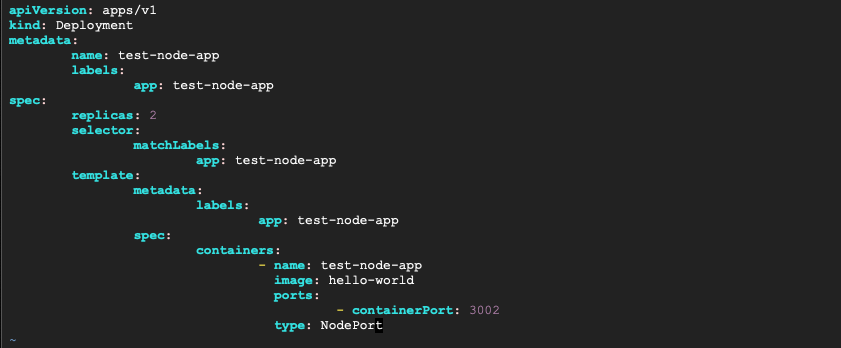 apiVersion: apps/v1
kind: Deployment
metadata:
        name: test-node-app
        labels:
                app: test-node-app
spec:
        replicas: 2
        selector:
                matchLabels:
                        app: test-node-app
        template:
                metadata:
                        labels:
                                app: test-node-app
                spec:
                        containers:
                                - name: test-node-app
                                  image: hello-world
                                  ports:
                                          - containerPort: 3002
                                  type: NodePort
~